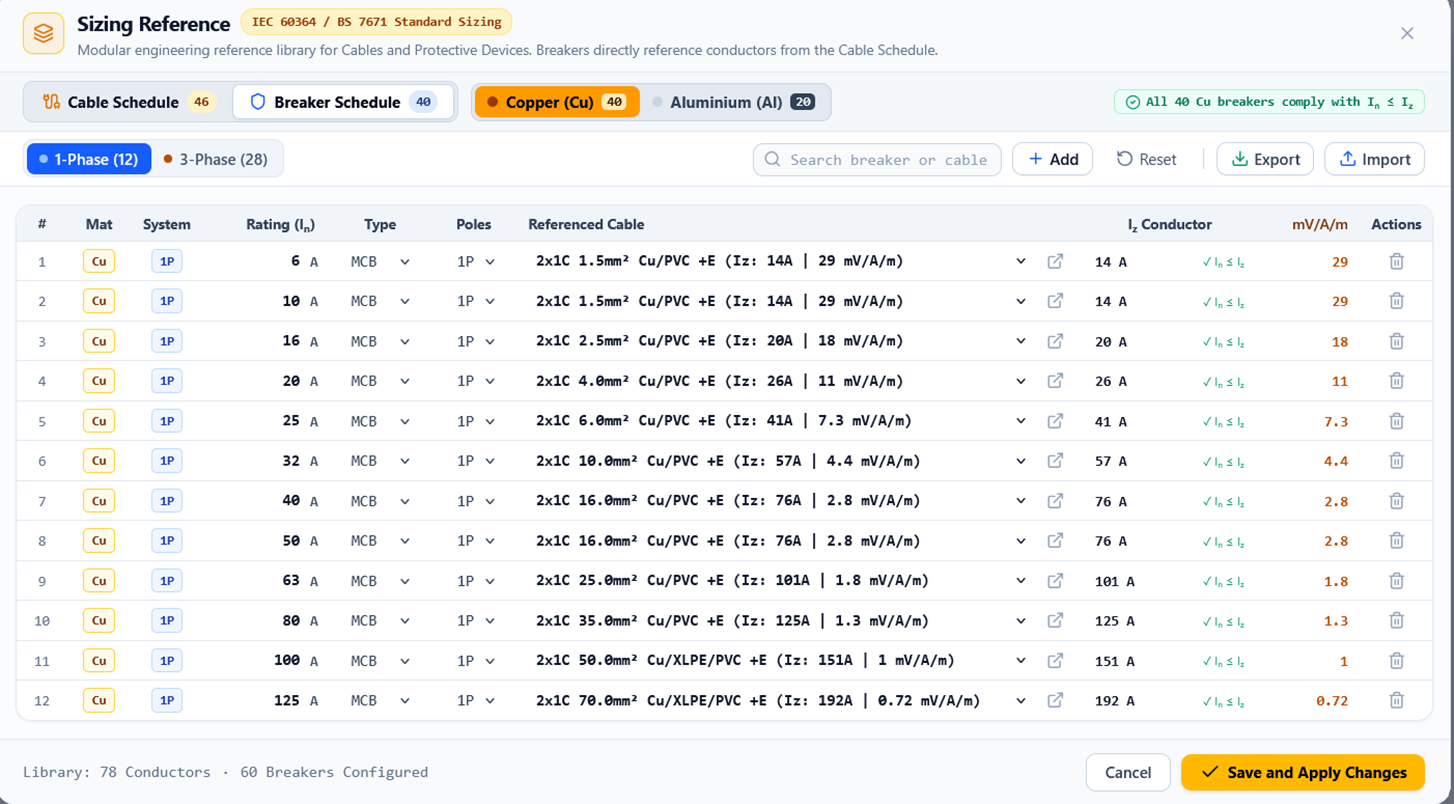 Sizing Reference IEC 60364 / BS 7671 Standard Sizing
Modular engineering reference library for Cables and Protective Devices. Breakers directly reference conductors from the Cable Schedule.
Cable Schedule 46 Breaker Schedule 40 Copper (Cu) 40 Aluminium (Al) 20 All 40 Cu breakers comply with Iₙ ≤ I_z
1-Phase (12) 3-Phase (28) Search breaker or cable + Add Reset Export Import
# Mat System Rating (Iₙ) Type Poles Referenced Cable I_z Conductor mV/A/m Actions
1 Cu 1P 6 A MCB 1P 2x1C 1.5mm² Cu/PVC +E (Iz: 14A | 29 mV/A/m) 14 A ✓ Iₙ ≤ I_z 29
2 Cu 1P 10 A MCB 1P 2x1C 1.5mm² Cu/PVC +E (Iz: 14A | 29 mV/A/m) 14 A ✓ Iₙ ≤ I_z 29
3 Cu 1P 16 A MCB 1P 2x1C 2.5mm² Cu/PVC +E (Iz: 20A | 18 mV/A/m) 20 A ✓ Iₙ ≤ I_z 18
4 Cu 1P 20 A MCB 1P 2x1C 4.0mm² Cu/PVC +E (Iz: 26A | 11 mV/A/m) 26 A ✓ Iₙ ≤ I_z 11
5 Cu 1P 25 A MCB 1P 2x1C 6.0mm² Cu/PVC +E (Iz: 41A | 7.3 mV/A/m) 41 A ✓ Iₙ ≤ I_z 7.3
6 Cu 1P 32 A MCB 1P 2x1C 10.0mm² Cu/PVC +E (Iz: 57A | 4.4 mV/A/m) 57 A ✓ Iₙ ≤ I_z 4.4
7 Cu 1P 40 A MCB 1P 2x1C 16.0mm² Cu/PVC +E (Iz: 76A | 2.8 mV/A/m) 76 A ✓ Iₙ ≤ I_z 2.8
8 Cu 1P 50 A MCB 1P 2x1C 16.0mm² Cu/PVC +E (Iz: 76A | 2.8 mV/A/m) 76 A ✓ Iₙ ≤ I_z 2.8
9 Cu 1P 63 A MCB 1P 2x1C 25.0mm² Cu/PVC +E (Iz: 101A | 1.8 mV/A/m) 101 A ✓ Iₙ ≤ I_z 1.8
10 Cu 1P 80 A MCB 1P 2x1C 35.0mm² Cu/PVC +E (Iz: 125A | 1.3 mV/A/m) 125 A ✓ Iₙ ≤ I_z 1.3
11 Cu 1P 100 A MCB 1P 2x1C 50.0mm² Cu/XLPE/PVC +E (Iz: 151A | 1 mV/A/m) 151 A ✓ Iₙ ≤ I_z 1
12 Cu 1P 125 A MCB 1P 2x1C 70.0mm² Cu/XLPE/PVC +E (Iz: 192A | 0.72 mV/A/m) 192 A ✓ Iₙ ≤ I_z 0.72
Library: 78 Conductors · 60 Breakers Configured Cancel ✓ Save and Apply Changes